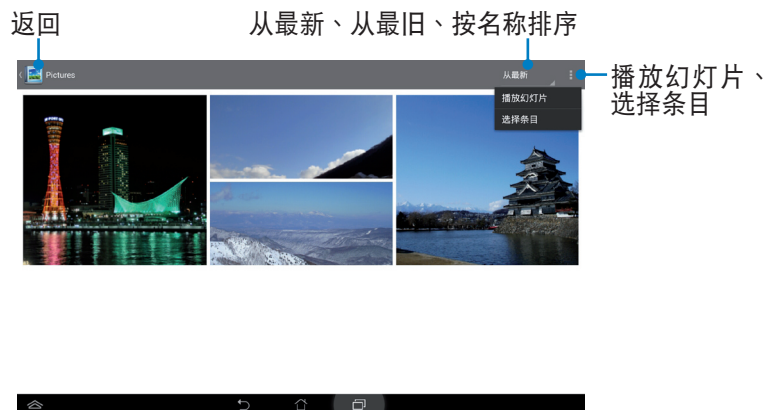 返回
从最新、从最旧、按名称排序
Pictures
从最新
播放幻灯片、
选择条目
播放幻灯片
选择条目